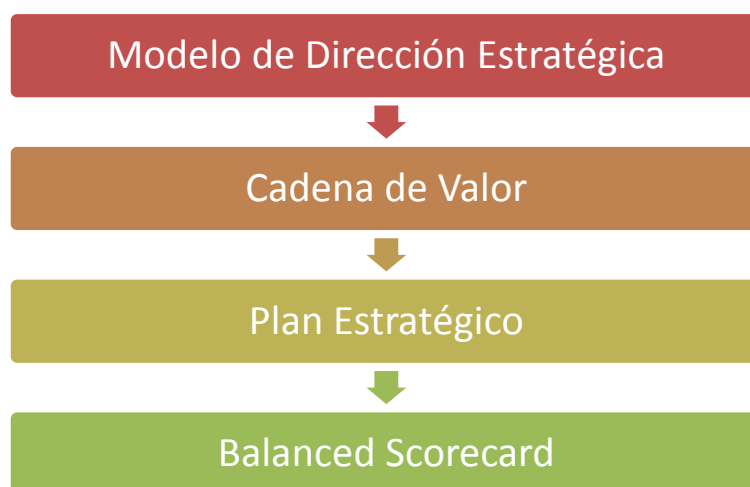 Modelo de Dirección Estratégica
Cadena de Valor
Plan Estratégico
Balanced Scorecard